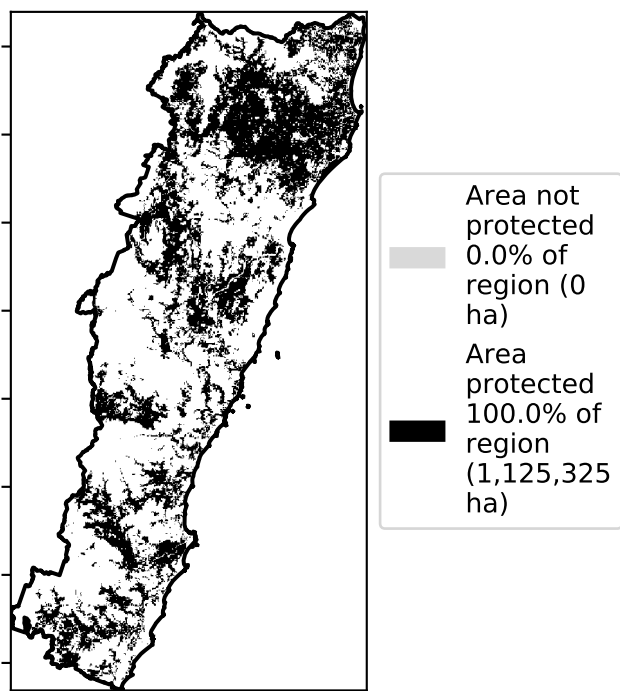 Area not
protected
0.0% of
region (0
ha)
Area
protected
100.0% of
region
(1,125,325
ha)